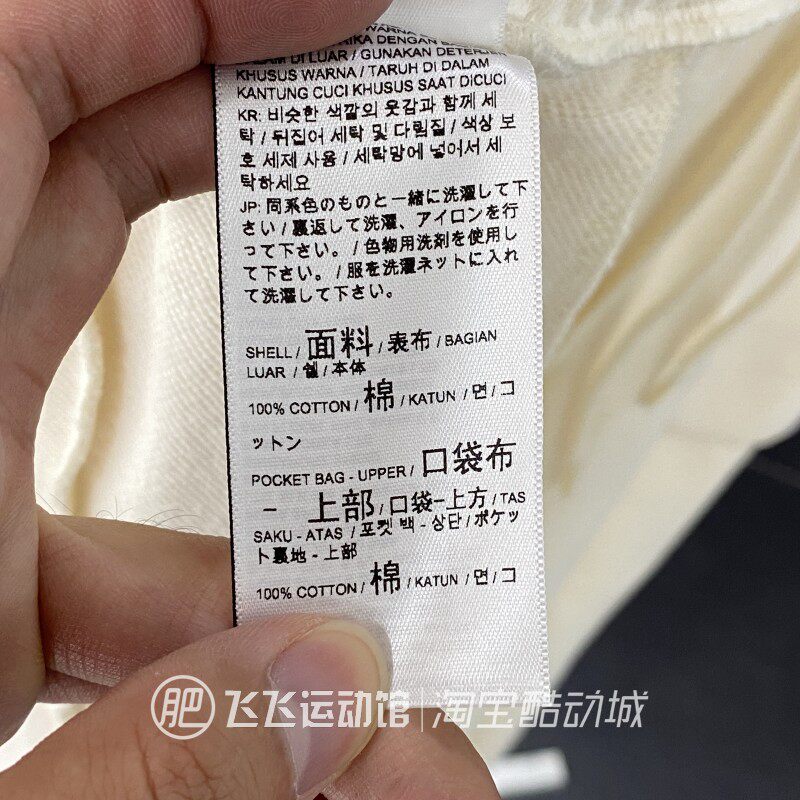 WARNA
DENGAN
DI LUAR / GUNAKAN DETERJEN
KHUSUS WARNA / TARUH DI DALAM
KANTUNG CUCI KHUSUS SAAT DICUCI
KR: 비슷한 색깔의 옷감과 함께 세
탁 / 뒤집어 세탁 및 다림질 / 색상 보
호 세제 사용 / 세탁망에 넣어서 세
탁하세요
JP: 同系色のものと一緒に洗濯して下
さい / 裏返して洗濯、アイロンを行
って下さい。 / 色物用洗剤を使用し
て下さい。 / 服を洗濯ネットに入れ
て洗濯して下さい。
SHELL / 面料 / 表布 / BAGIAN
LUAR / 쉘 / 本体
100% COTTON / 棉 / KATUN / 면 / コ
ットン
POCKET BAG - UPPER / 口袋布
- 上部 / 口袋-上方 / TAS
SAKU - ATAS / 포켓 백 - 상단 / ポケッ
ト裏地 - 上部
100% COTTON / 棉 / KATUN / 면 / コ
肥 飞飞运动馆 | 淘宝酷动城